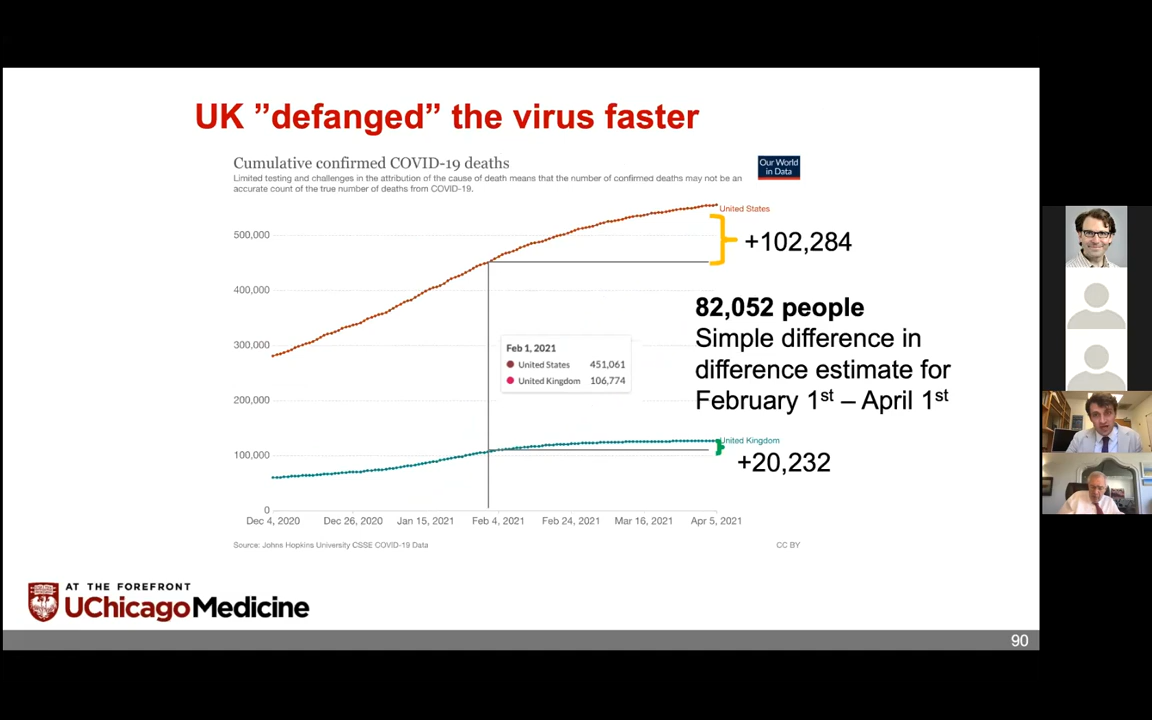 UK ”defanged” the virus faster
Cumulative confirmed COVID-19 deaths
Limited testing and challenges in the attribution of the cause of death means that the number of confirmed deaths may not be an
accurate count of the true number of deaths from COVID-19.
Our World
in Data
United States
500,000
+102,284
400,000
82,052 people
Simple difference in
difference estimate for
February 1st – April 1st
300,000
Feb 1, 2021
United States 451,061
United Kingdom 106,774
200,000
United Kingdom
100,000
+20,232
0
Dec 4, 2020 Dec 26, 2020 Jan 15, 2021 Feb 4, 2021 Feb 24, 2021 Mar 16, 2021 Apr 5, 2021
Source: Johns Hopkins University CSSE COVID-19 Data CC BY
AT THE FOREFRONT
UChicago Medicine
90